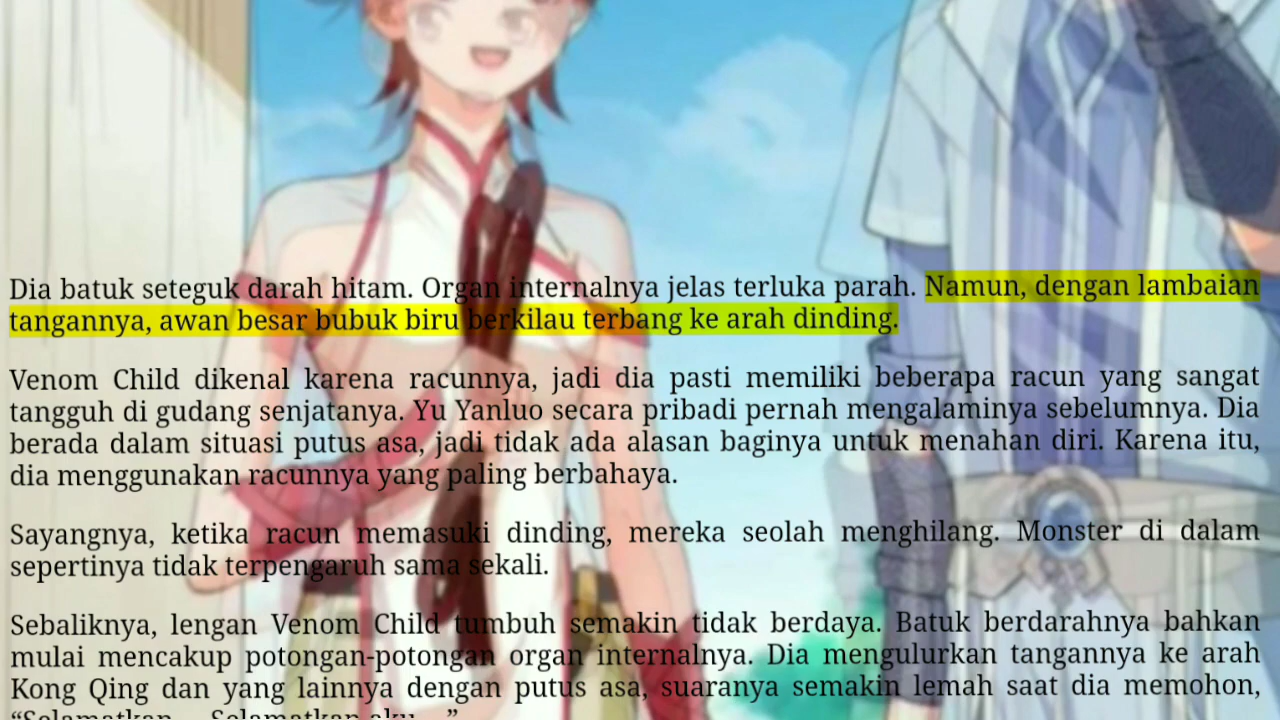 Dia batuk seteguk darah hitam. Organ internalnya jelas terluka parah. Namun, dengan lambaian
tangannya, awan besar bubuk biru berkilau terbang ke arah dinding.
Venom Child dikenal karena racunnya, jadi dia pasti memiliki beberapa racun yang sangat
tangguh di gudang senjatanya. Yu Yanluo secara pribadi pernah mengalaminya sebelumnya. Dia
berada dalam situasi putus asa, jadi tidak ada alasan baginya untuk menahan diri. Karena itu,
dia menggunakan racunnya yang paling berbahaya.
Sayangnya, ketika racun memasuki dinding, mereka seolah menghilang. Monster di dalam
sepertinya tidak terpengaruh sama sekali.
Sebaliknya, lengan Venom Child tumbuh semakin tidak berdaya. Batuk berdarahnya bahkan
mulai mencakup potongan-potongan organ internalnya. Dia mengulurkan tangannya ke arah
Kong Qing dan yang lainnya dengan putus asa, suaranya semakin lemah saat dia memohon,
“Selamatkan... Selamatkan aku...”